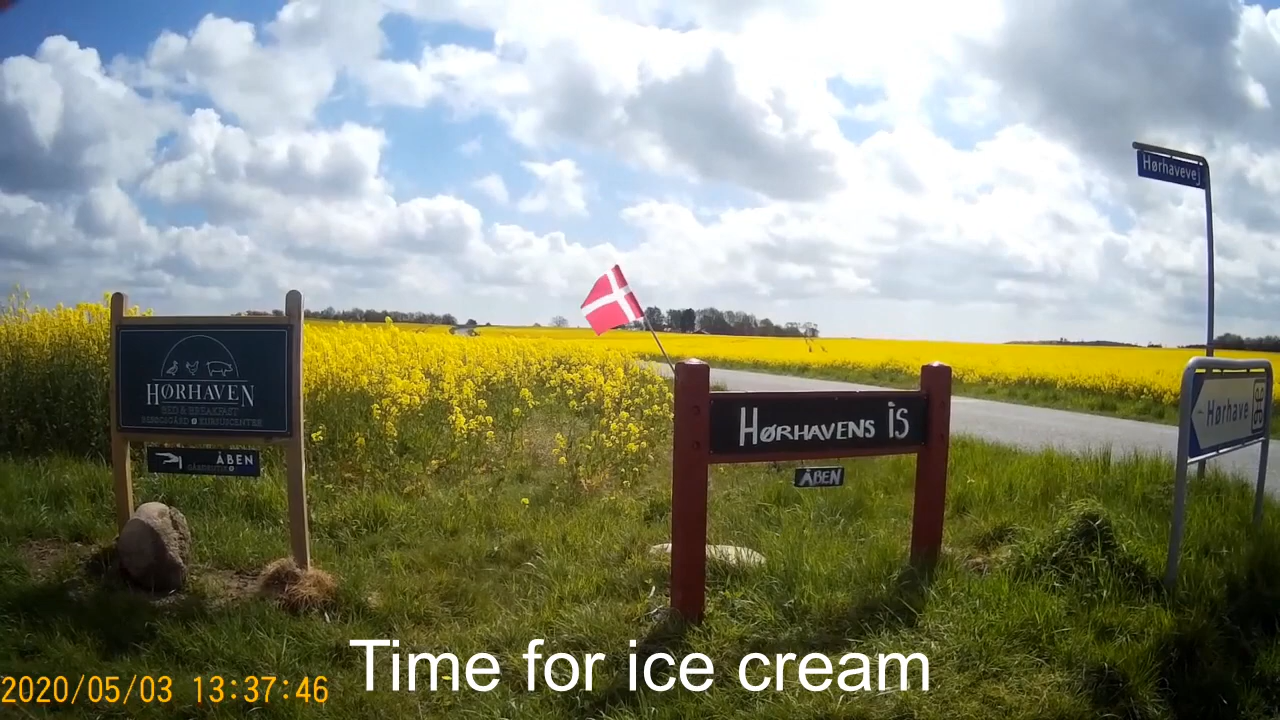 HØRHAVEN
BED & BREAKFAST
ÅBEN
HØRHAVENS iS
ÅBEN
Hørhavevej
Hørhave
Time for ice cream
2020/05/03 13:37:46